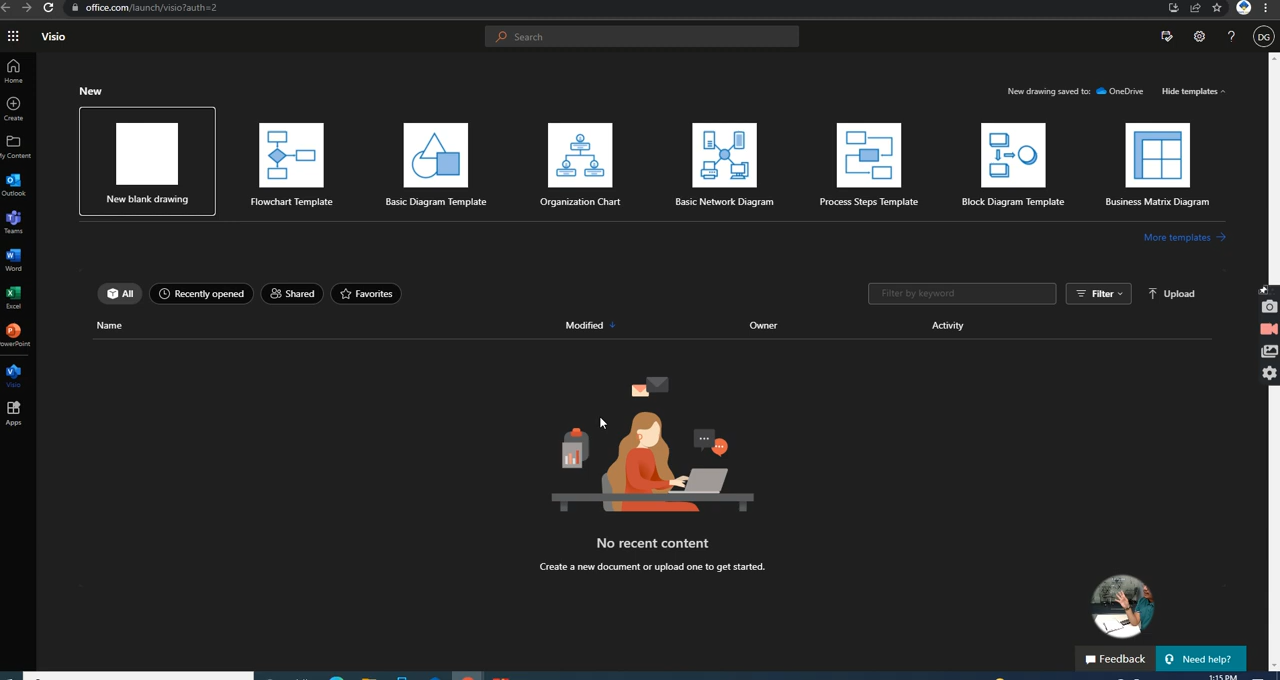 office.com/launch/visio?auth=2
Visio
Search
DG
Home
Create
My Content
Outlook
Teams
Word
Excel
PowerPoint
Visio
Apps
New
New drawing saved to: OneDrive Hide templates
New blank drawing
Flowchart Template
Basic Diagram Template
Organization Chart
Basic Network Diagram
Process Steps Template
Block Diagram Template
Business Matrix Diagram
More templates
All Recently opened Shared Favorites
Filter by keyword Filter Upload
Name Modified Owner Activity
No recent content
Create a new document or upload one to get started.
Feedback Need help?
1:15 PM